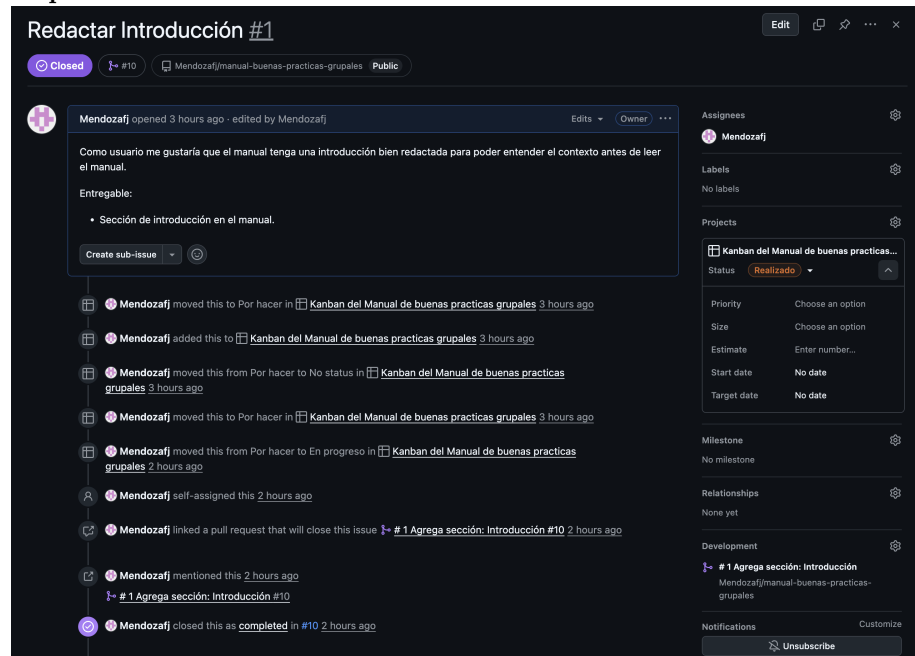 Redactar Introducción #1
Edit
Closed
#10
Mendozafj/manual-buenas-practicas-grupales Public
Mendozafj opened 3 hours ago · edited by Mendozafj
Edits
Owner
Como usuario me gustaría que el manual tenga una introducción bien redactada para poder entender el contexto antes de leer
el manual.
Entregable:
• Sección de introducción en el manual.
Create sub-issue
Mendozafj moved this to Por hacer in Kanban del Manual de buenas practicas grupales 3 hours ago
Mendozafj added this to Kanban del Manual de buenas practicas grupales 3 hours ago
Mendozafj moved this from Por hacer to No status in Kanban del Manual de buenas practicas
grupales 3 hours ago
Mendozafj moved this to Por hacer in Kanban del Manual de buenas practicas grupales 3 hours ago
Mendozafj moved this from Por hacer to En progreso in Kanban del Manual de buenas practicas
grupales 2 hours ago
Mendozafj self-assigned this 2 hours ago
Mendozafj linked a pull request that will close this issue # 1 Agrega sección: Introducción #10 2 hours ago
Mendozafj mentioned this 2 hours ago
# 1 Agrega sección: Introducción #10
Mendozafj closed this as completed in #10 2 hours ago
Assignees
Mendozafj
Labels
No labels
Projects
Kanban del Manual de buenas practicas...
Status Realizado
Priority Choose an option
Size Choose an option
Estimate Enter number...
Start date No date
Target date No date
Milestone
No milestone
Relationships
None yet
Development
# 1 Agrega sección: Introducción
Mendozafj/manual-buenas-practicas-
grupales
Notifications Customize
Unsubscribe